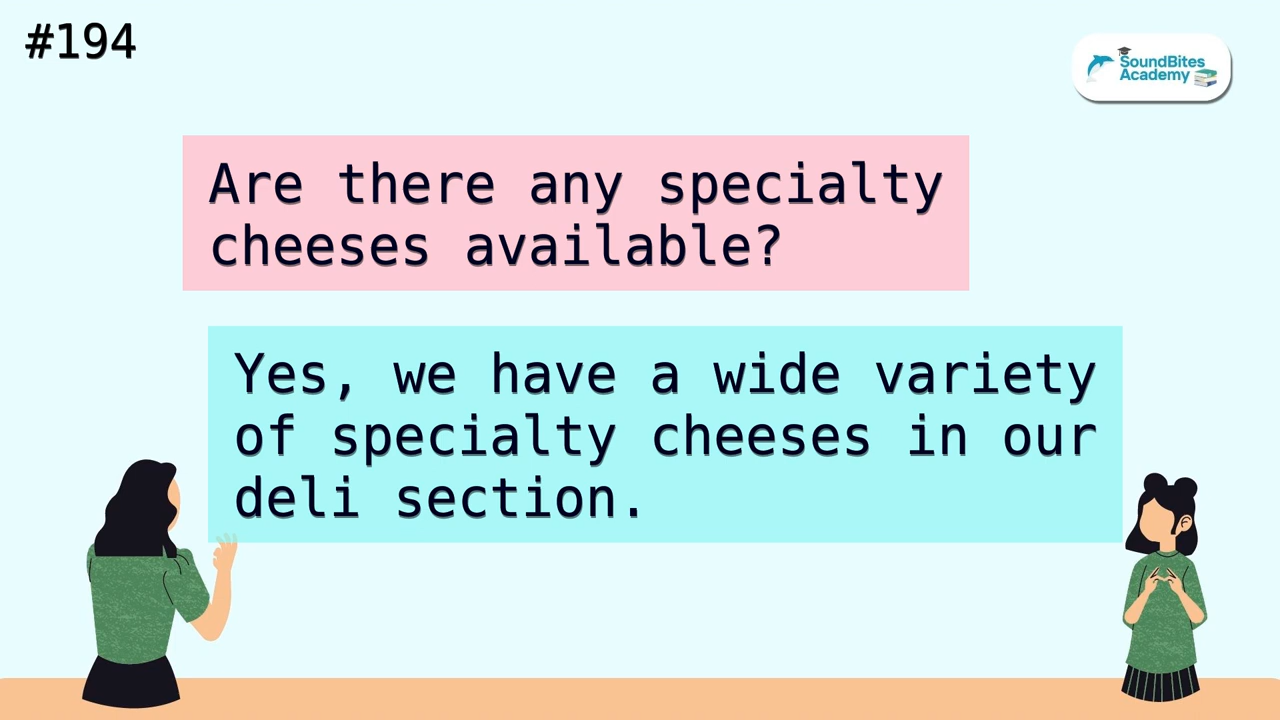 #194
SoundBites
Academy
Are there any specialty
cheeses available?
Yes, we have a wide variety
of specialty cheeses in our
deli section.